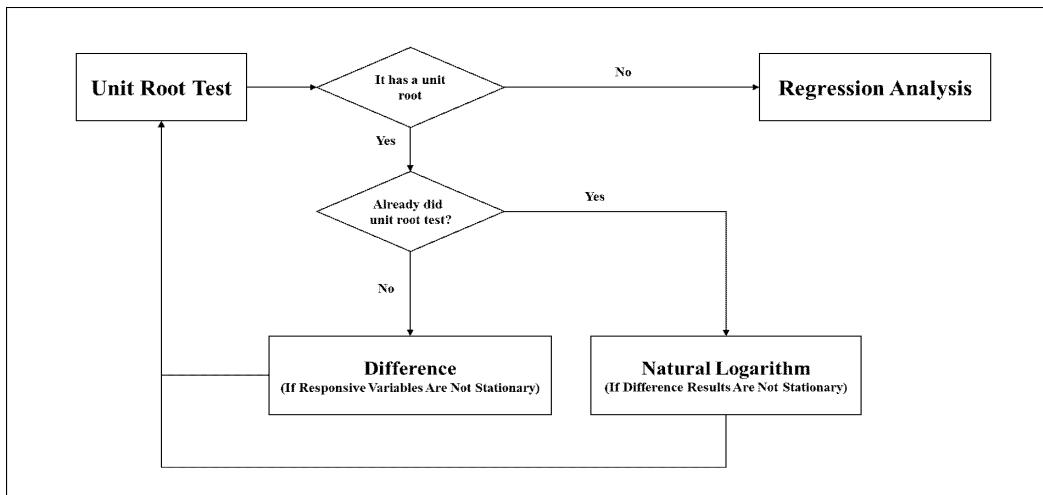 Unit Root Test
It has a unit
root
No
Regression Analysis
Yes
Already did
unit root test?
Yes
No
Difference
(If Responsive Variables Are Not Stationary)
Natural Logarithm
(If Difference Results Are Not Stationary)